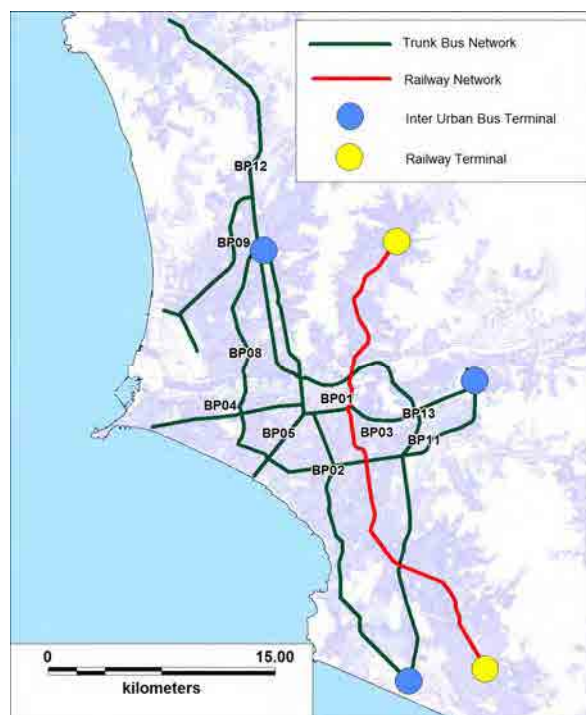 Trunk Bus Network
Railway Network
Inter Urban Bus Terminal
Railway Terminal
BP12
BP09
BP08
BP04
BP01
BP13
BP05
BP03
BP11
BP02
0 15.00
kilometers